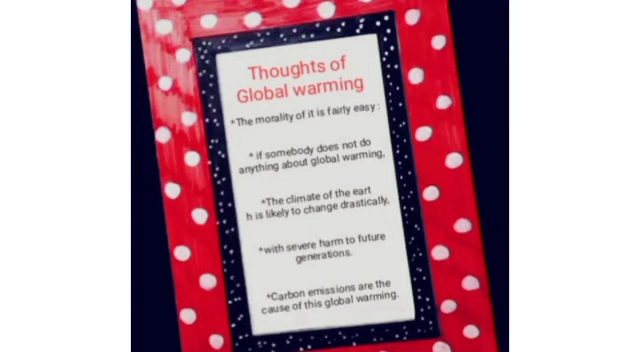 Thoughts of
Global warming
*The morality of it is fairly easy :
* if somebody does not do
anything about global warming,
*The climate of the eart
h is likely to change drastically,
*with severe harm to future
generations.
*Carbon emissions are the
cause of this global warming.